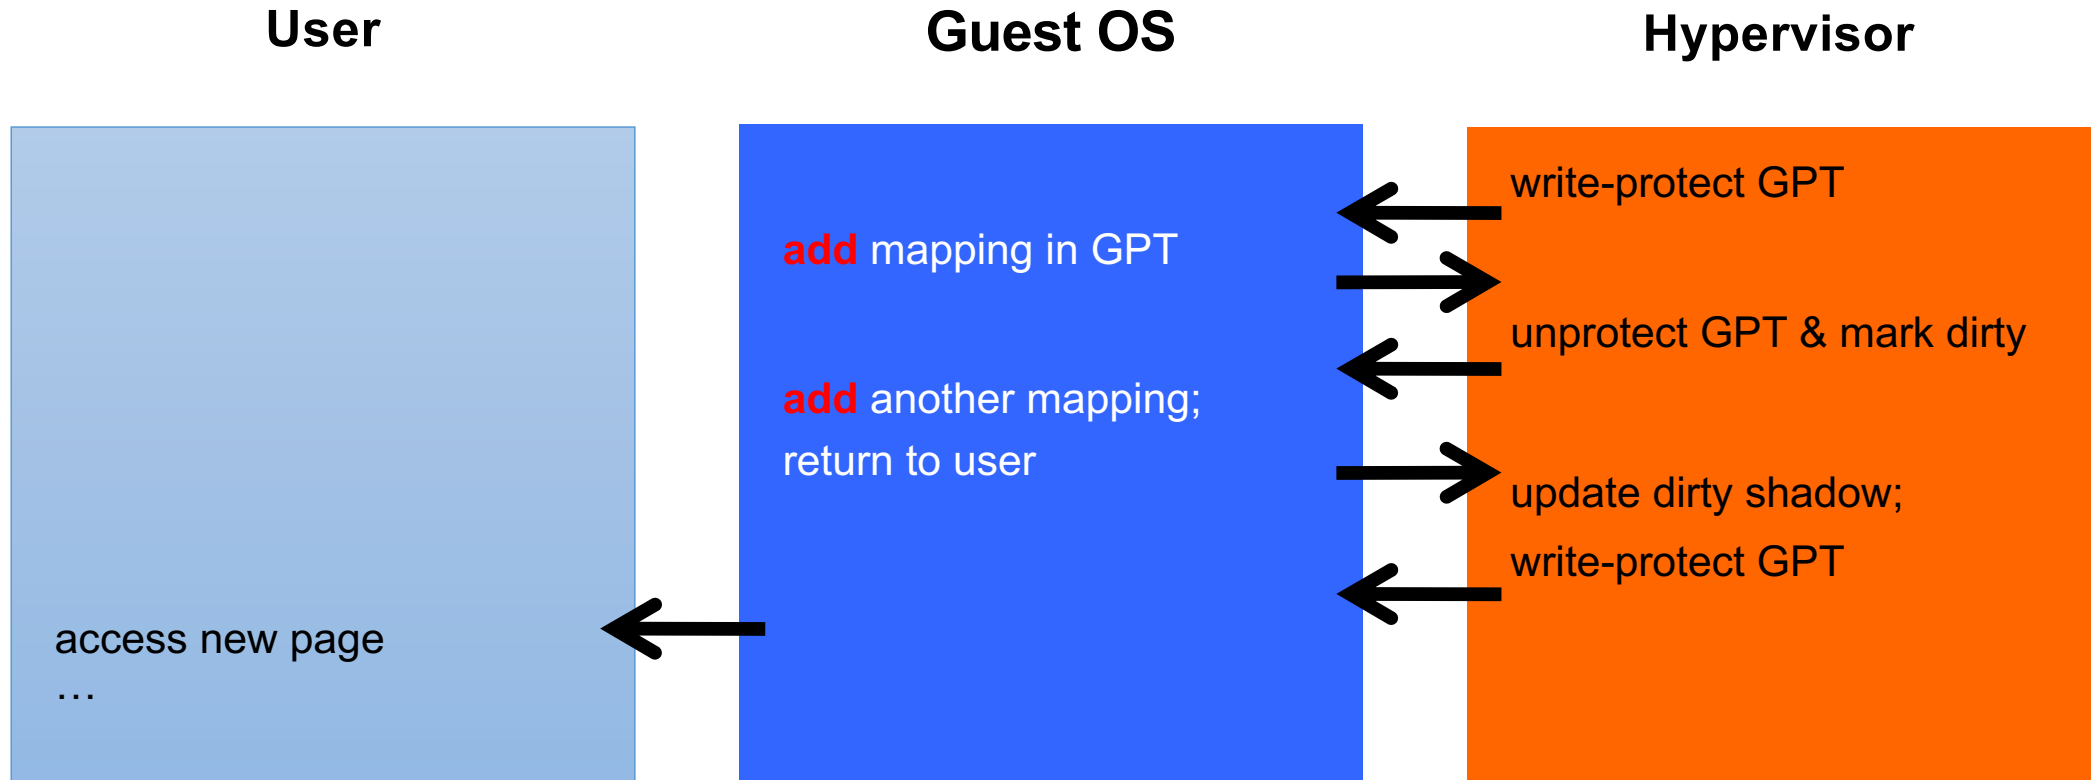 User
Guest OS
Hypervisor
write-protect GPT
add mapping in GPT
unprotect GPT & mark dirty
add another mapping;
return to user
update dirty shadow;
write-protect GPT
access new page
…